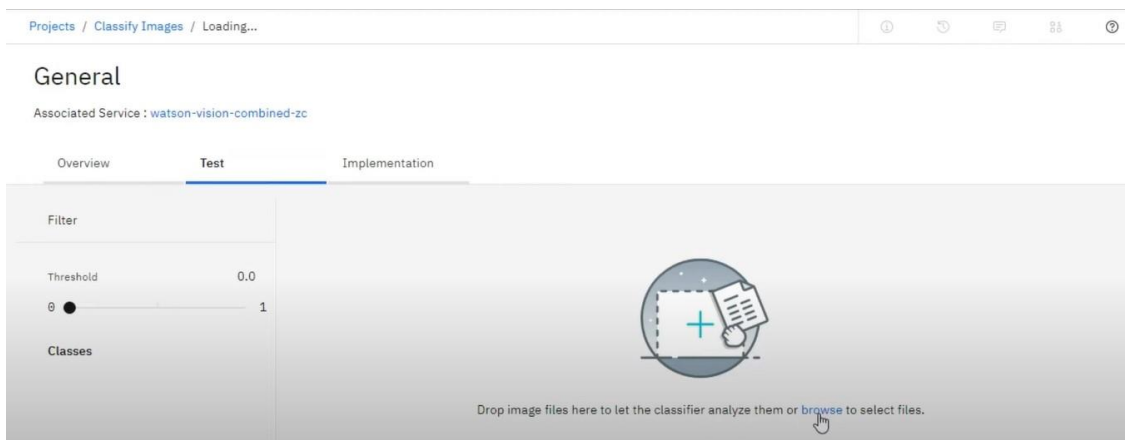 Projects / Classify Images / Loading...
General
Associated Service : watson-vision-combined-zc
Overview Test Implementation
Filter
Threshold 0.0
0 1
Classes
Drop image files here to let the classifier analyze them or browse to select files.